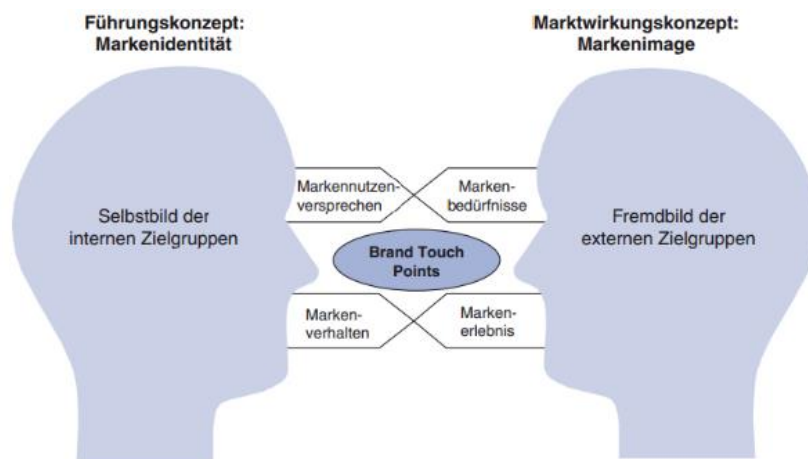 Führungskonzept:
Markenidentität
Marktwirkungskonzept:
Markenimage
Selbstbild der
internen Zielgruppen
Markennutzen-
versprechen
Marken-
bedürfnisse
Brand Touch
Points
Marken-
verhalten
Marken-
erlebnis
Fremdbild der
externen Zielgruppen